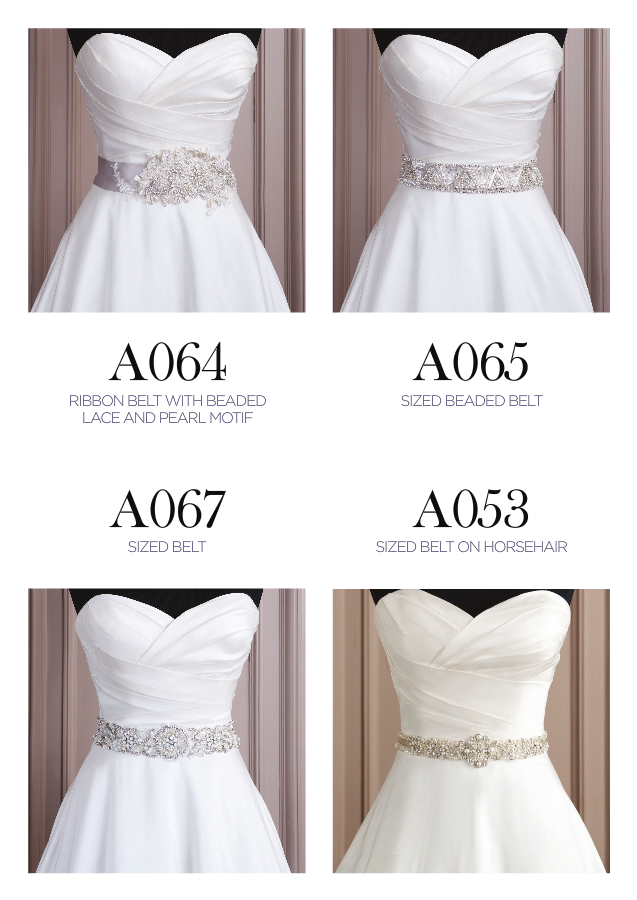 A064
RIBBON BELT WITH BEADED
LACE AND PEARL MOTIF
A065
SIZED BEADED BELT
A067
SIZED BELT
A053
SIZED BELT ON HORSEHAIR